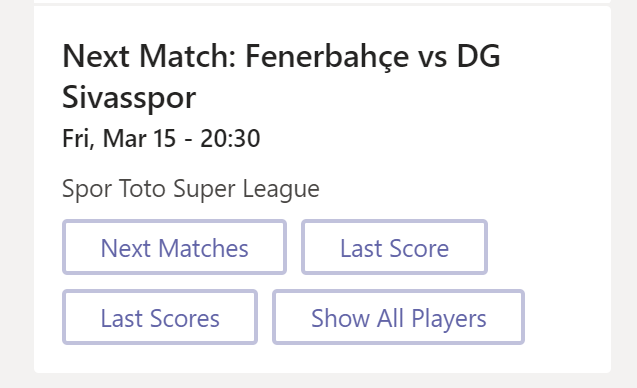 Next Match: Fenerbahçe vs DG
Sivasspor
Fri, Mar 15 - 20:30
Spor Toto Super League
Next Matches
Last Score
Last Scores
Show All Players